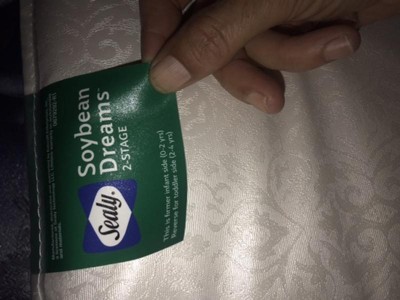 Sealy.
Soybean
Dreams
2-STAGE
This is firmer infant side (0-2 yrs)
Reverse for toddler side (2-4 yrs)